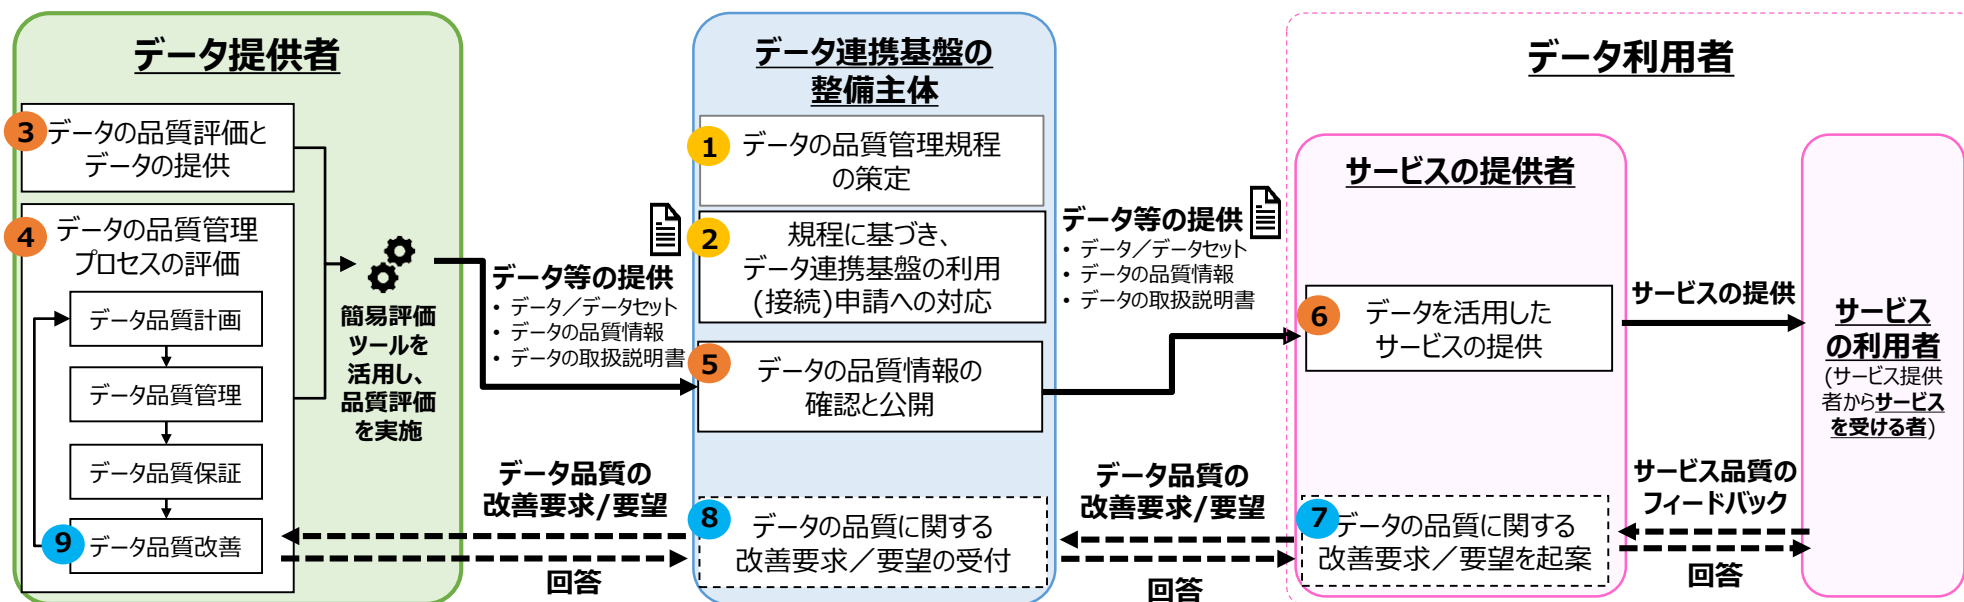 データ提供者
3
データの品質評価と
データの提供
4
データの品質管理
プロセスの評価
データ品質計画
データ品質管理
データ品質保証
9
データ品質改善
簡易評価
ツールを
活用し、
品質評価
を実施
データ等の提供
・データ／データセット
・データの品質情報
・データの取扱説明書
データ品質の
改善要求/要望
回答
データ連携基盤の
整備主体
1
データの品質管理規程
の策定
2
規程に基づき、
データ連携基盤の利用
(接続)申請への対応
5
データの品質情報の
確認と公開
8
データの品質に関する
改善要求／要望の受付
データ等の提供
・データ／データセット
・データの品質情報
・データの取扱説明書
データ品質の
改善要求/要望
回答
データ利用者
サービスの提供者
6
データを活用した
サービスの提供
7
データの品質に関する
改善要求／要望を起案
サービスの提供
サービス品質の
フィードバック
回答
サービス
の利用者
(サービス提供
者からサービス
を受ける者)